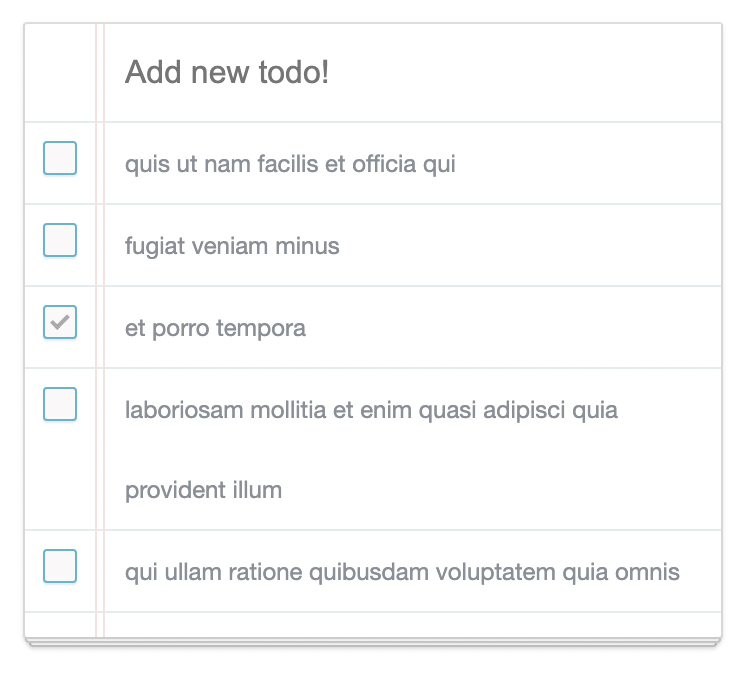 Add new todo!
quis ut nam facilis et officia qui
fugiat veniam minus
et porro tempora
laboriosam mollitia et enim quasi adipisci quia
provident illum
qui ullam ratione quibusdam voluptatem quia omnis